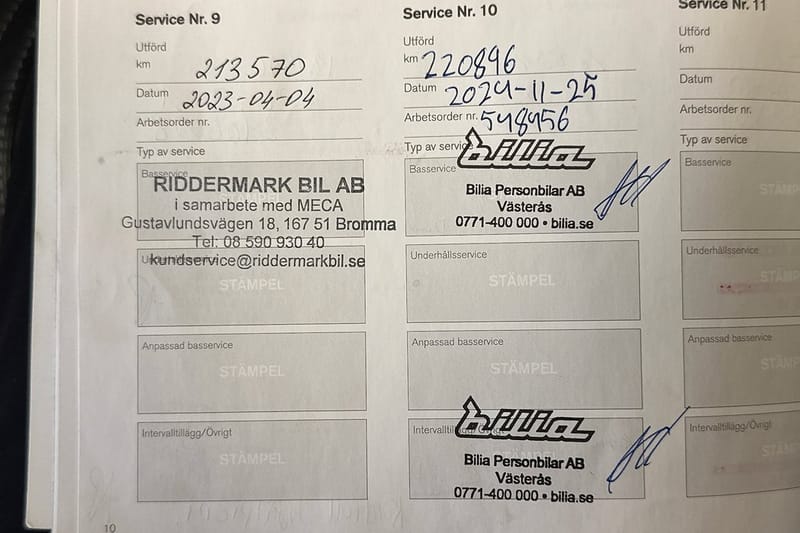 Service Nr. 9
Utförd
km 213570
Datum 2023-04-04
Arbetsorder nr.
Typ av service
Basservice
RIDDERMARK BIL AB
i samarbete med MECA
Gustavlundsvägen 18, 167 51 Bromma
Tel: 08 590 930 40
kundservice@riddermarkbil.se
STÄMPEL
Anpassad basservice
STÄMPEL
Intervalltillägg/Övrigt
STÄMPEL
10
Service Nr. 10
Utförd
km 220896
Datum 2024-11-25
Arbetsorder nr. 548456
Typ av service
bilia
Basservice
Bilia Personbilar AB
Västerås
0771-400 000 • bilia.se
Underhållsservice
STÄMPEL
Anpassad basservice
STÄMPEL
bilia
Bilia Personbilar AB
Västerås
0771-400 000 • bilia.se
Service Nr. 11
Utförd
km
Datum
Arbetsorder nr.
Typ av service
Basservice
Underhållsservice
Anpassad basservice
Intervalltillägg/Övrigt